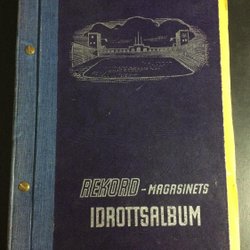 REKORD - MAGASINETS
IDROTTSALBUM